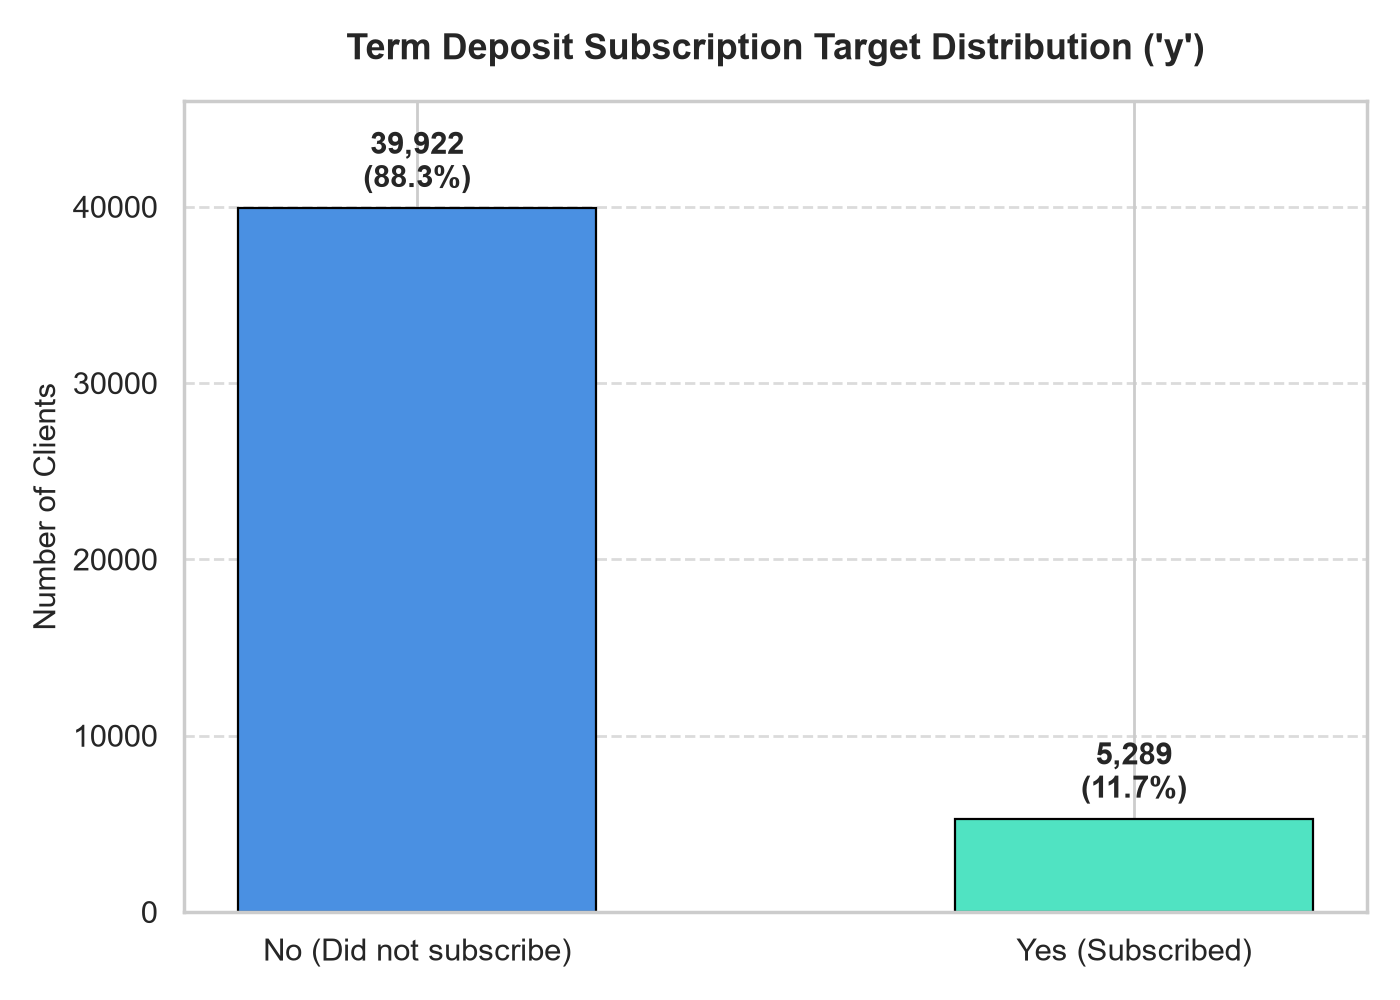 Term Deposit Subscription Target Distribution ('y')
39,922
(88.3%)
40000
30000
20000
10000
0
Number of Clients
5,289
(11.7%)
No (Did not subscribe)
Yes (Subscribed)